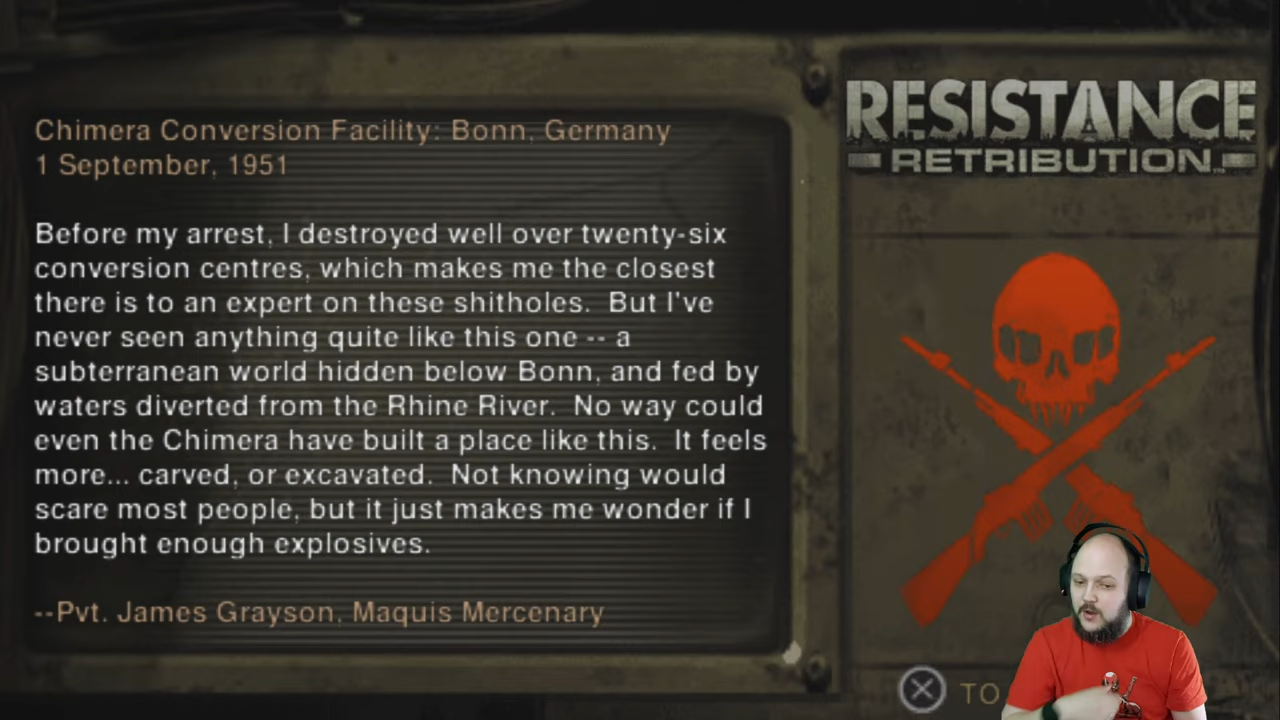 Chimera Conversion Facility: Bonn, Germany
1 September, 1951
Before my arrest, I destroyed well over twenty-six
conversion centres, which makes me the closest
there is to an expert on these shitholes.  But I've
never seen anything quite like this one -- a
subterranean world hidden below Bonn, and fed by
waters diverted from the Rhine River.  No way could
even the Chimera have built a place like this.  It feels
more... carved, or excavated.  Not knowing would
scare most people, but it just makes me wonder if I
brought enough explosives.
--Pvt. James Grayson, Maquis Mercenary
RESISTANCE
RETRIBUTION™
TO